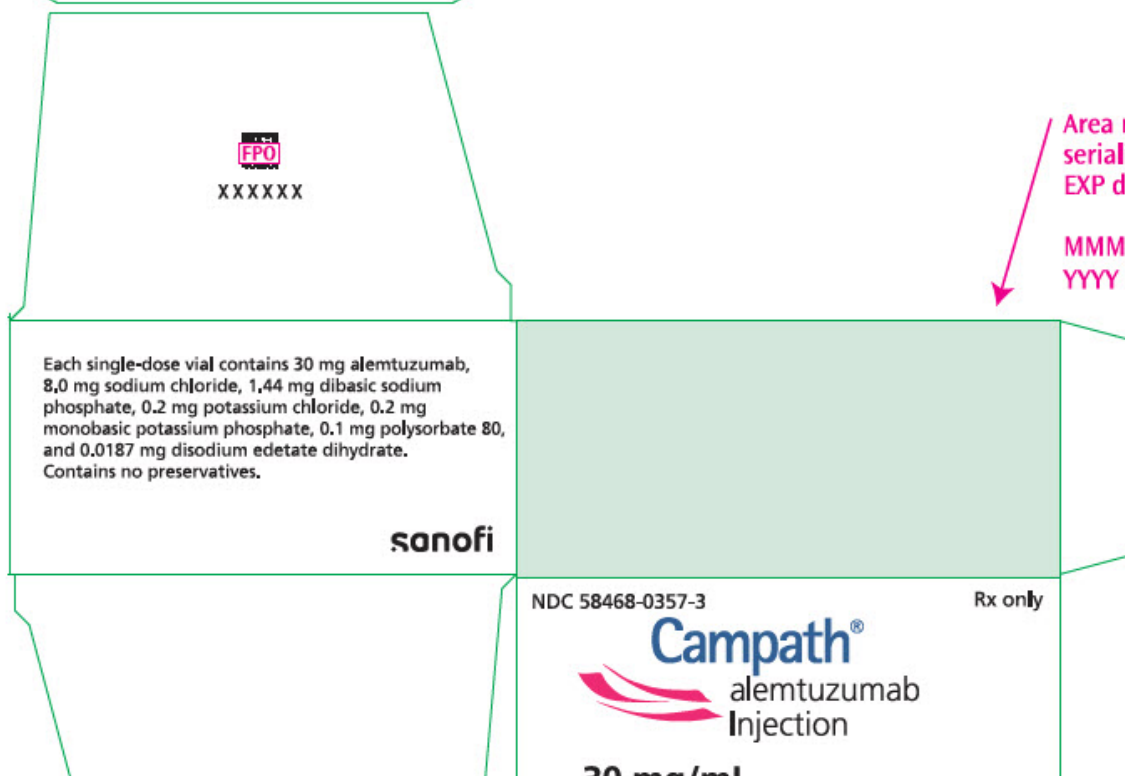 FPO
XXXXXX
Area
serial
EXP
MMM
YYYY
Each single-dose vial contains 30 mg alemtuzumab,
8.0 mg sodium chloride, 1.44 mg dibasic sodium
phosphate, 0.2 mg potassium chloride, 0.2 mg
monobasic potassium phosphate, 0.1 mg polysorbate 80,
and 0.0187 mg disodium edetate dihydrate.
Contains no preservatives.
sanofi
NDC 58468-0357-3 Rx only
Campath®
alemtuzumab
Injection
30 mg/mL